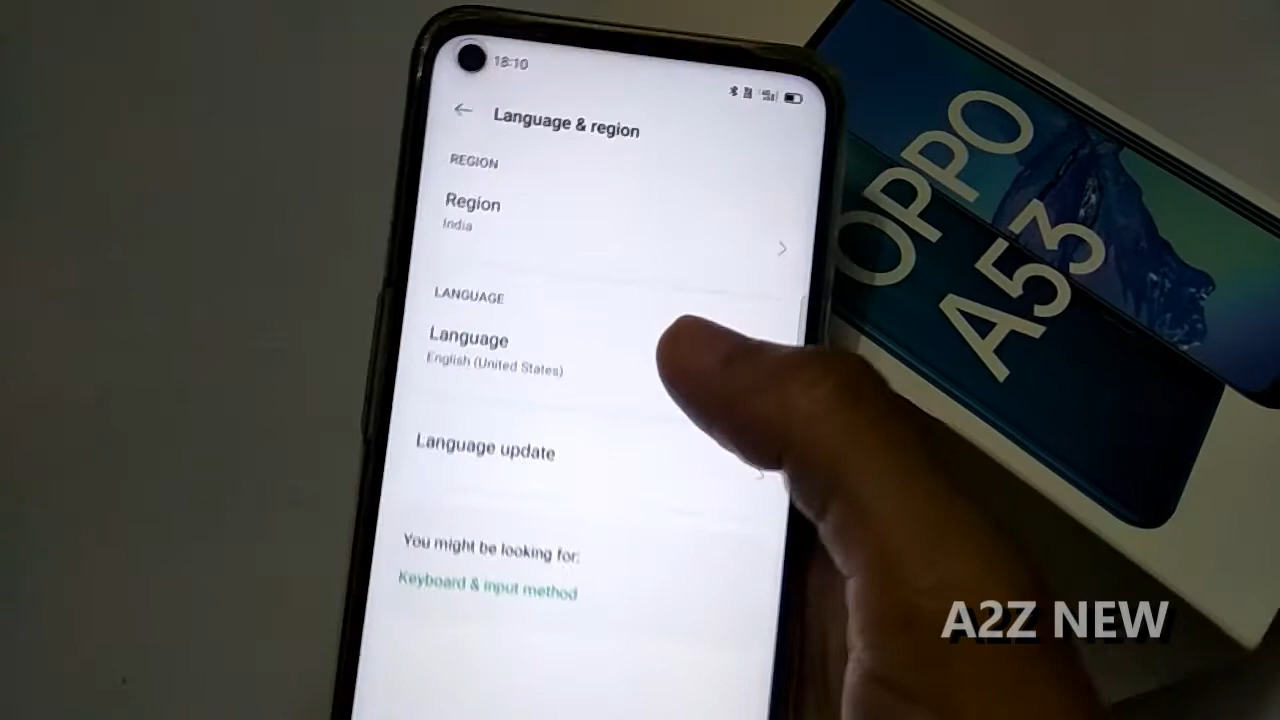 18:10
Language & region
REGION
Region
India
LANGUAGE
Language
English (United States)
Language update
You might be looking for:
Keyboard & input method
OPPO
A53
A2Z NEW